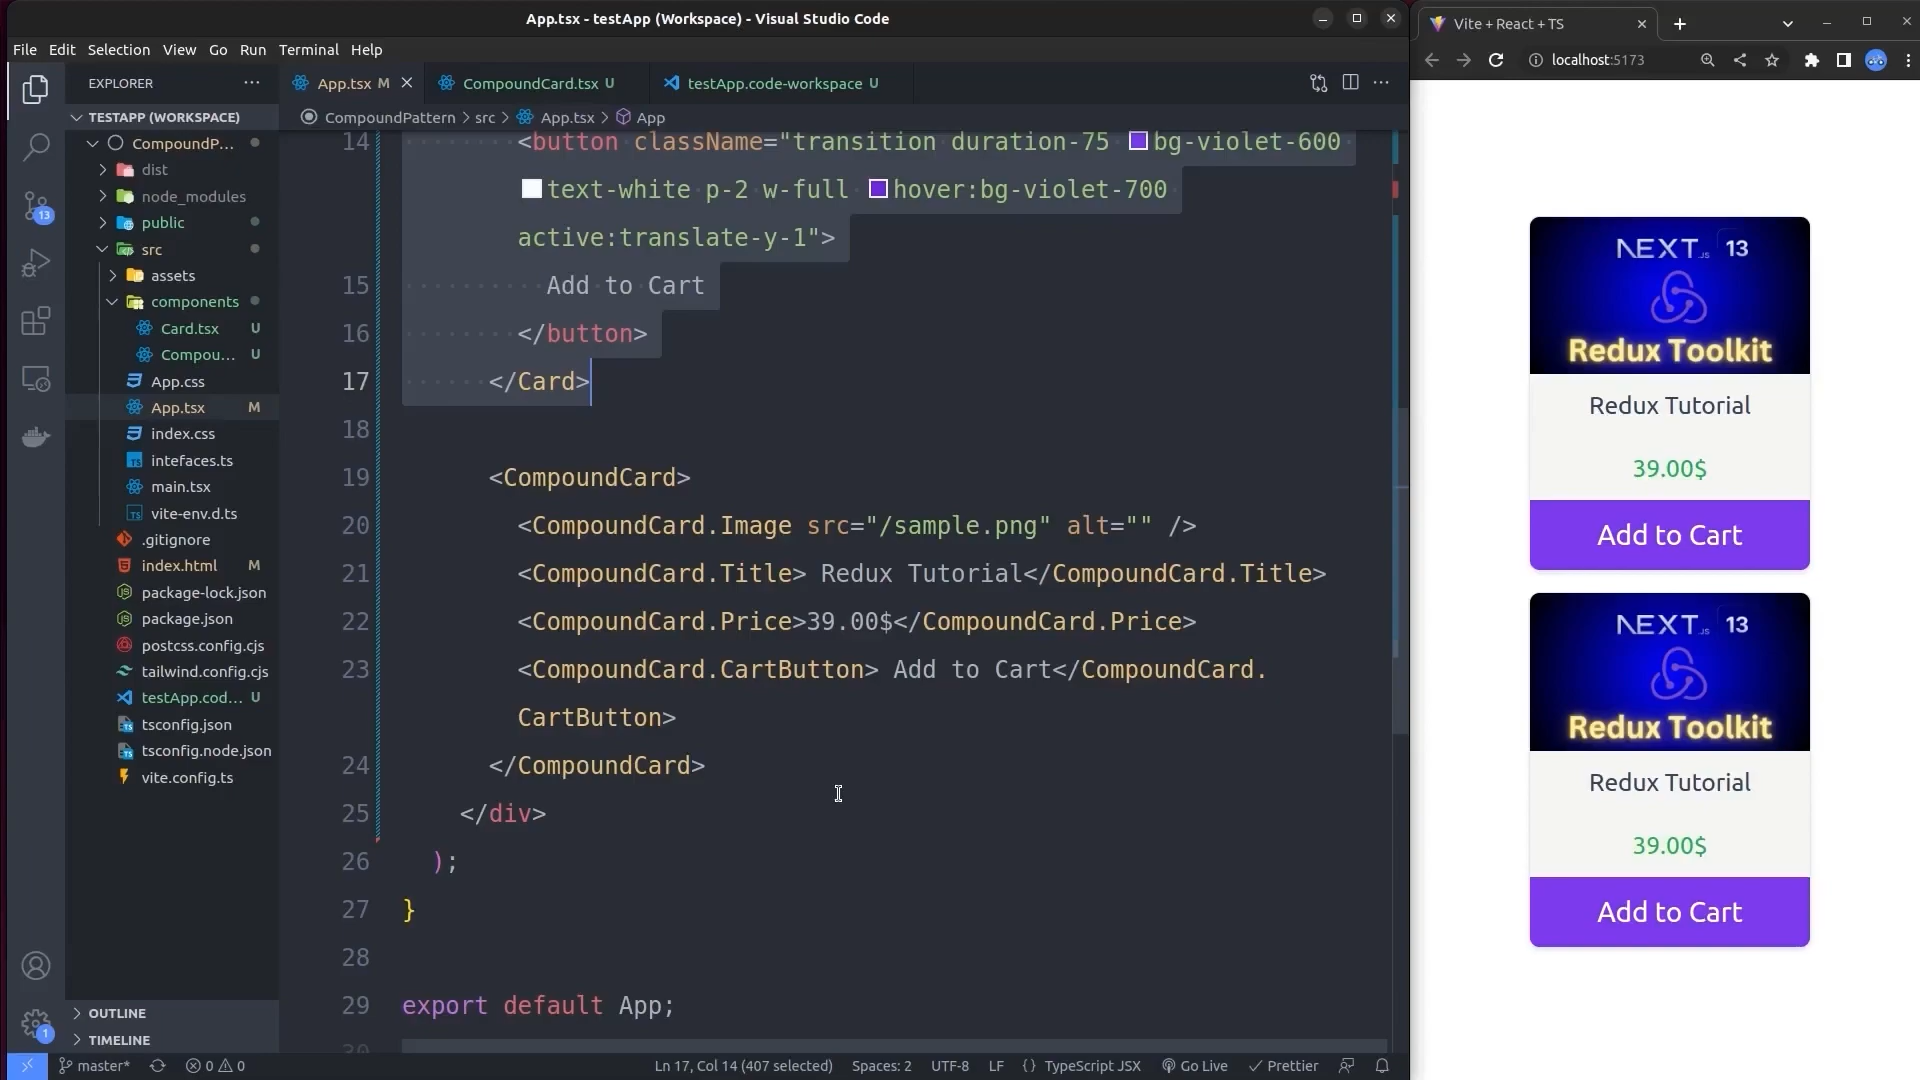 App.tsx - testApp (Workspace) - Visual Studio Code
File Edit Selection View Go Run Terminal Help
EXPLORER
TESTAPP (WORKSPACE)
CompoundP...
dist
node_modules
public
src
assets
components
Card.tsx U
Compou... U
App.css
App.tsx M
index.css
intefaces.ts
main.tsx
vite-env.d.ts
.gitignore
index.html M
package-lock.json
package.json
postcss.config.cjs
tailwind.config.cjs
testApp.cod... U
tsconfig.json
tsconfig.node.json
vite.config.ts
OUTLINE
TIMELINE
13
1
App.tsx M
CompoundCard.tsx U
testApp.code-workspace U
CompoundPattern > src > App.tsx > App
14 <button className="transition duration-75 bg-violet-600
text-white p-2 w-full hover:bg-violet-700
active:translate-y-1">
15 Add to Cart
16 </button>
17 </Card>
18
19 <CompoundCard>
20 <CompoundCard.Image src="/sample.png" alt="" />
21 <CompoundCard.Title> Redux Tutorial</CompoundCard.Title>
22 <CompoundCard.Price>39.00$</CompoundCard.Price>
23 <CompoundCard.CartButton> Add to Cart</CompoundCard.
CartButton>
24 </CompoundCard>
25 </div>
26 );
27 }
28
29 export default App;
30
master* 0 0 Ln 17, Col 14 (407 selected) Spaces: 2 UTF-8 LF {} TypeScript JSX Go Live Prettier
Vite + React + TS
localhost:5173
NEXT.JS 13
Redux Toolkit
Redux Tutorial
39.00$
Add to Cart
NEXT.JS 13
Redux Toolkit
Redux Tutorial
39.00$
Add to Cart